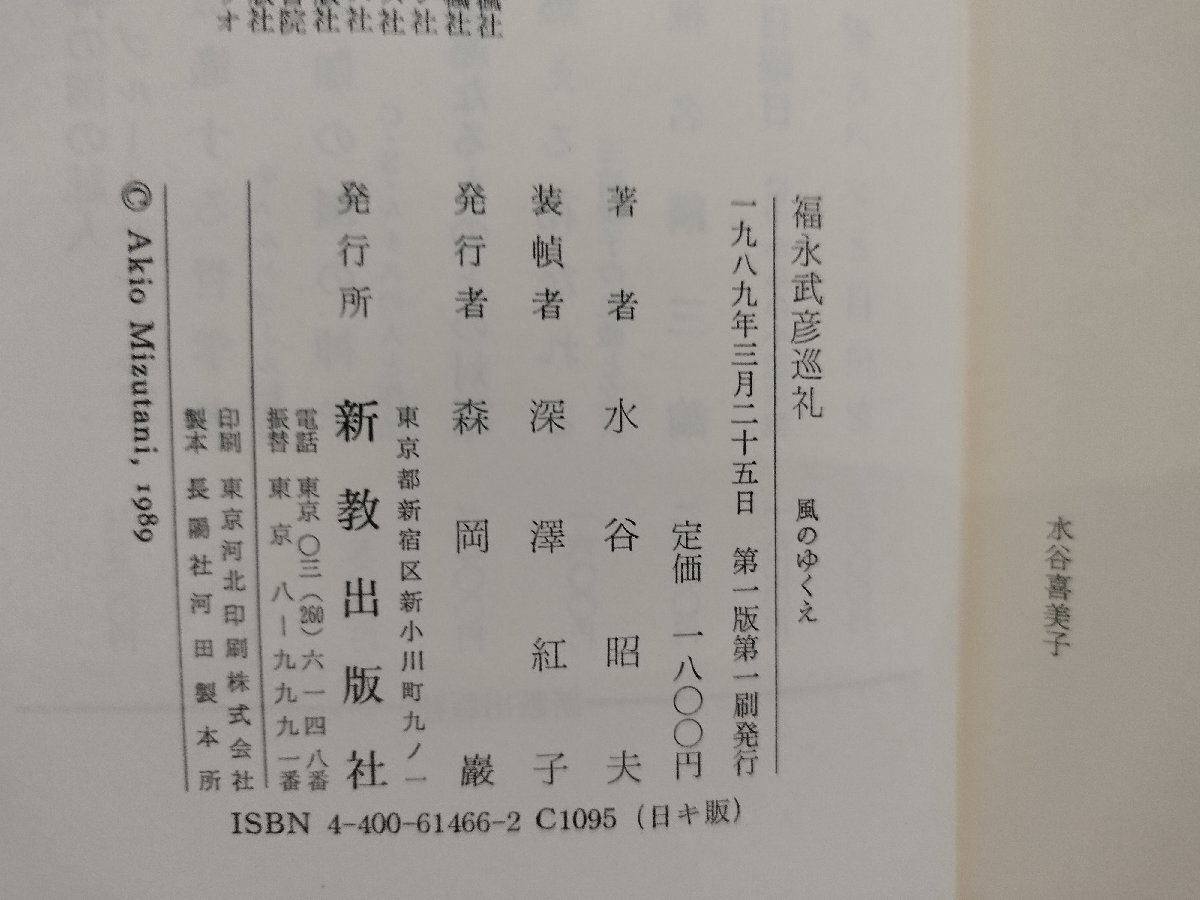 福永武彦巡礼　風のゆくえ
一九八九年三月二十五日　第一版第一刷発行
定価 一八〇〇円
著者　水谷昭夫
装幀者　深澤紅子
発行者　森岡巌
発行所　新教出版社
東京都新宿区新小川町九ノ一
電話　東京〇三(260)六一四八番
振替　東京八ー九九九一番
印刷　東京河北印刷株式会社
製本　長陽社河田製本所
© Akio Mizutani, 1989
ISBN 4-400-61466-2 C1095 (日キ販)
水谷喜美子